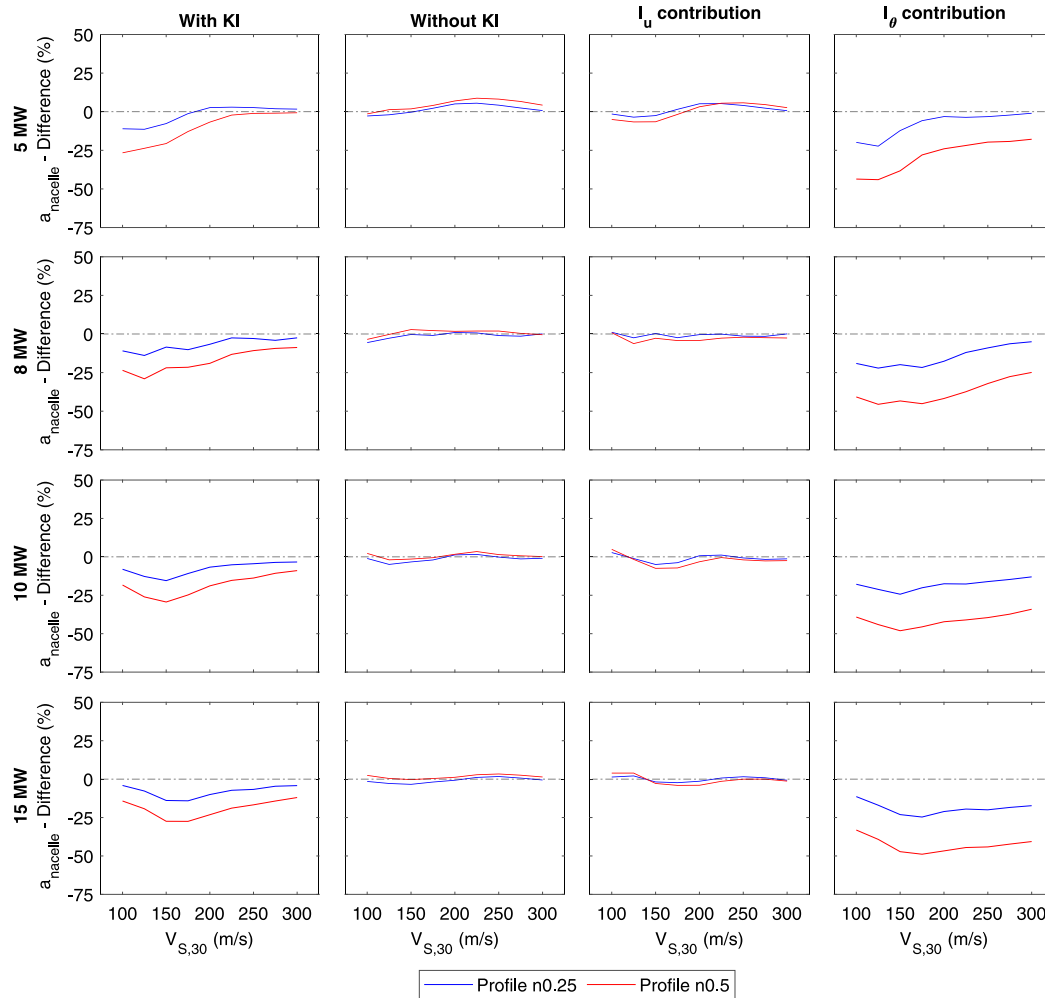 With KI
Without KI
I_u contribution
I_θ contribution
5 MW
a_nacelle - Difference (%)
50
25
0
-25
-50
-75
8 MW
a_nacelle - Difference (%)
50
25
0
-25
-50
-75
10 MW
a_nacelle - Difference (%)
50
25
0
-25
-50
-75
15 MW
a_nacelle - Difference (%)
50
25
0
-25
-50
-75
100 150 200 250 300
100 150 200 250 300
100 150 200 250 300
100 150 200 250 300
V_S,30 (m/s)
V_S,30 (m/s)
V_S,30 (m/s)
V_S,30 (m/s)
Profile n0.25
Profile n0.5